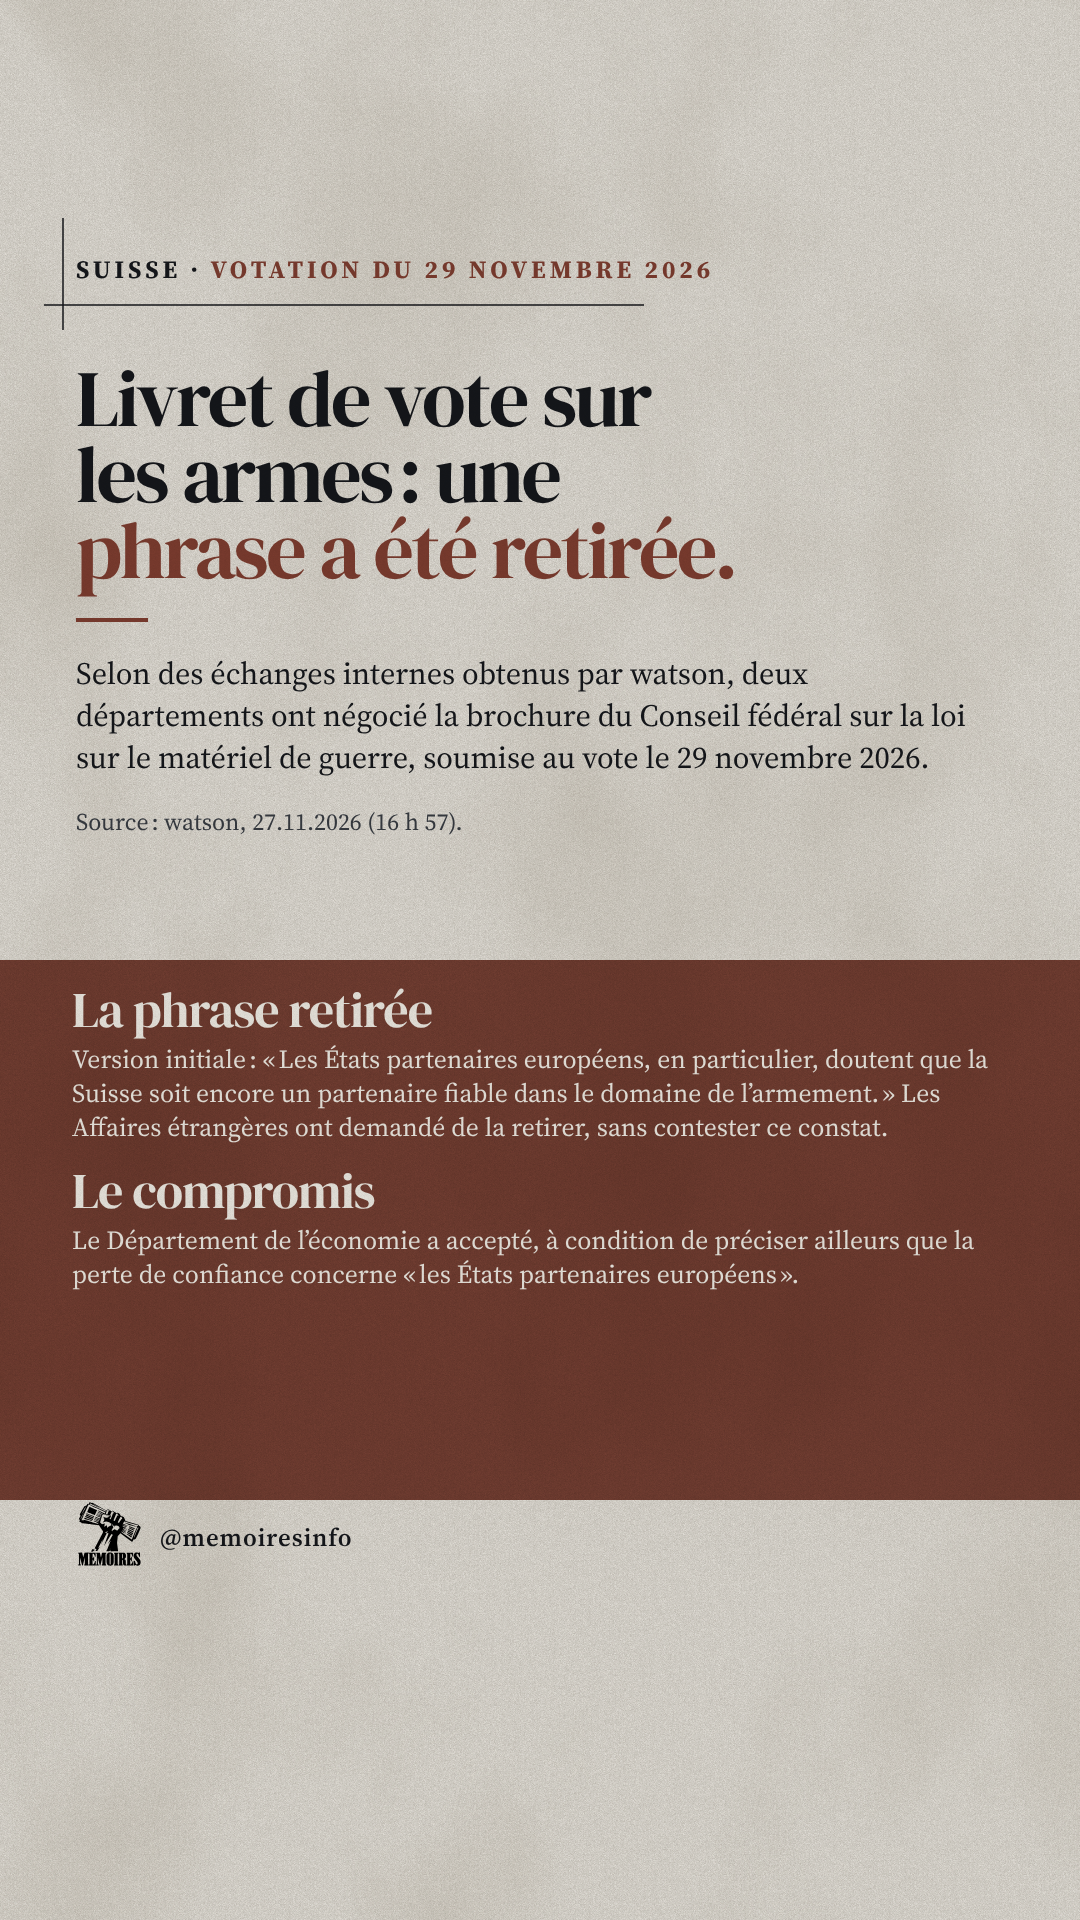 SUISSE · VOTATION DU 29 NOVEMBRE 2026
Livret de vote sur
les armes : une
phrase a été retirée.
Selon des échanges internes obtenus par watson, deux
départements ont négocié la brochure du Conseil fédéral sur la loi
sur le matériel de guerre, soumise au vote le 29 novembre 2026.
Source : watson, 27.11.2026 (16 h 57).
La phrase retirée
Version initiale : « Les États partenaires européens, en particulier, doutent que la
Suisse soit encore un partenaire fiable dans le domaine de l’armement. » Les
Affaires étrangères ont demandé de la retirer, sans contester ce constat.
Le compromis
Le Département de l’économie a accepté, à condition de préciser ailleurs que la
perte de confiance concerne « les États partenaires européens ».
MÉMOIRES
@memoiresinfo